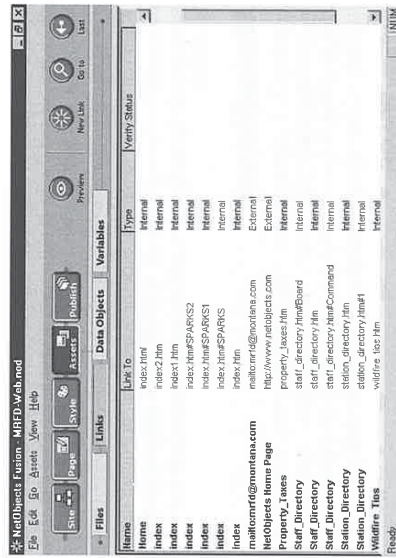 NetObjects Fusion - MRFD-Web.nod
File Edit Go Assets View Help
Site Page Style Assets Publish Preview New Link Go to Last
Files Links Data Objects Variables
Name Link To Type Verify Status
Home index.html Internal
index index2.htm Internal
index index1.htm Internal
index index.htm#SPARKS2 Internal
index index.htm#SPARKS1 Internal
index index.htm#SPARKS Internal
index index.htm Internal
mailto:mrfd@montana.com mailto:mrfd@montana.com External
NetObjects Home Page http://www.netobjects.com External
Property_Taxes property_taxes.htm Internal
Staff_Directory staff_directory.htm#Board Internal
Staff_Directory staff_directory.htm Internal
Staff_Directory staff_directory.htm#Command Internal
Station_Directory station_directory.htm Internal
Station_Directory station_directory.htm#1 Internal
Wildfire Tips wildfire tips.htm Internal
Ready NUM